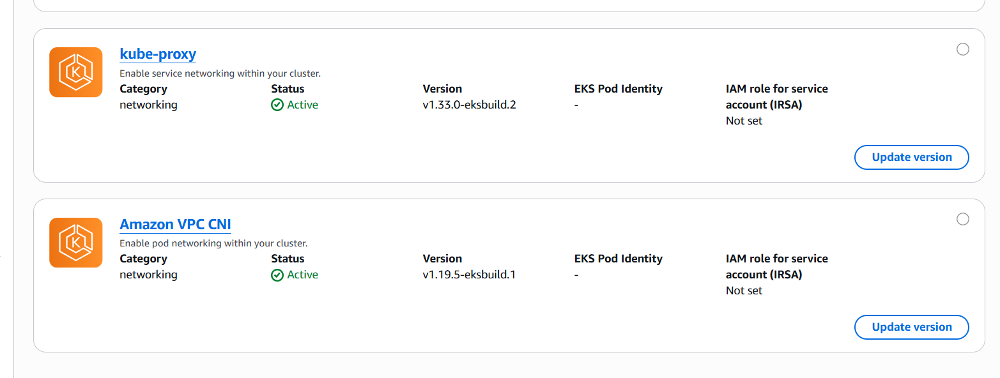 kube-proxy
Enable service networking within your cluster.
Category Status Version EKS Pod Identity IAM role for service
networking Active v1.33.0-eksbuild.2 - account (IRSA)
Not set
Update version
Amazon VPC CNI
Enable pod networking within your cluster.
Category Status Version EKS Pod Identity IAM role for service
networking Active v1.19.5-eksbuild.1 - account (IRSA)
Not set
Update version